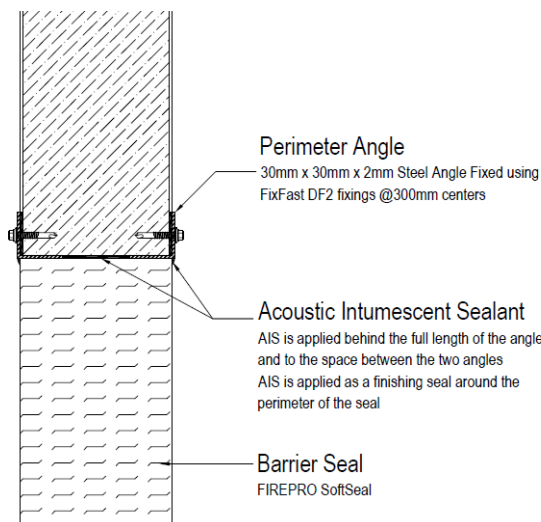 Perimeter Angle
30mm x 30mm x 2mm Steel Angle Fixed using
FixFast DF2 fixings @300mm centers
Acoustic Intumescent Sealant
AIS is applied behind the full length of the angle
and to the space between the two angles
AIS is applied as a finishing seal around the
perimeter of the seal
Barrier Seal
FIREPRO SoftSeal